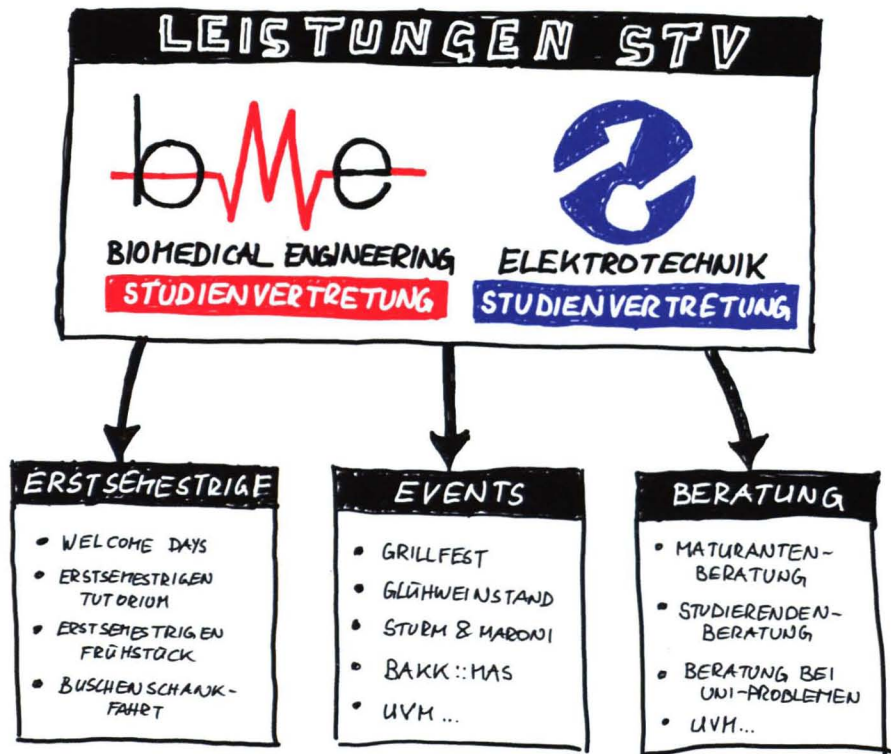 LEISTUNGEN STV
bme
BIOMEDICAL ENGINEERING
STUDIENVERTRETUNG
ELEKTROTECHNIK
STUDIENVERTRETUNG
ERSTSEMESTRIGE
• WELCOME DAYS
• ERSTSEMESTRIGEN
TUTORIUM
• ERSTSEMESTRIGEN
FRÜHSTÜCK
• BUSCHENSCHANK-
FAHRT
EVENTS
• GRILLFEST
• GLÜHWEINSTAND
• STURM & MARONI
• BAKK::MAS
• UVM...
BERATUNG
• MATURANTEN-
BERATUNG
• STUDIERENDEN-
BERATUNG
• BERATUNG BEI
UNI-PROBLEMEN
• UVM...